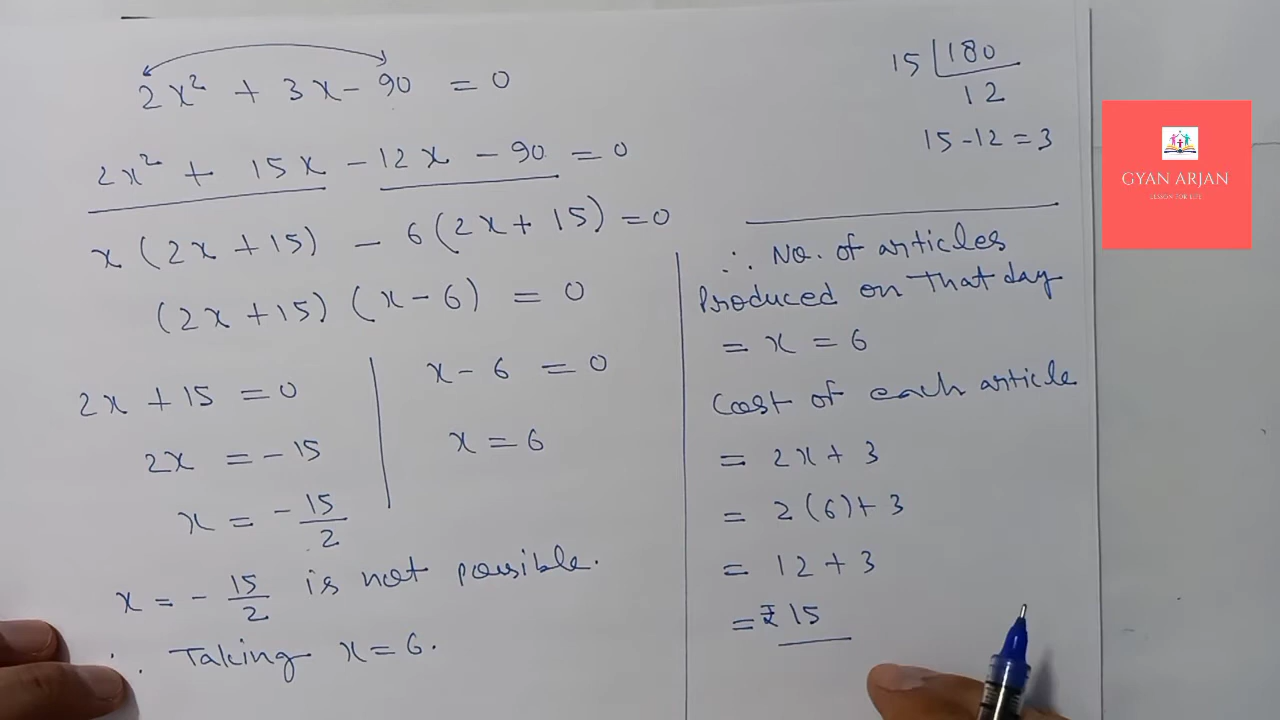 2x² + 3x - 90 = 0
2x² + 15x - 12x - 90 = 0
x(2x + 15) - 6(2x + 15) = 0
(2x + 15)(x - 6) = 0
2x + 15 = 0
2x = -15
x = -15/2
x - 6 = 0
x = 6
x = -15/2 is not possible.
∴ Taking x = 6.
15 | 180
12
15 - 12 = 3
∴ No. of articles
Produced on that day
= x = 6
Cost of each article
= 2x + 3
= 2(6) + 3
= 12 + 3
= ₹ 15
GYAN ARJAN
LESSON FOR LIFE